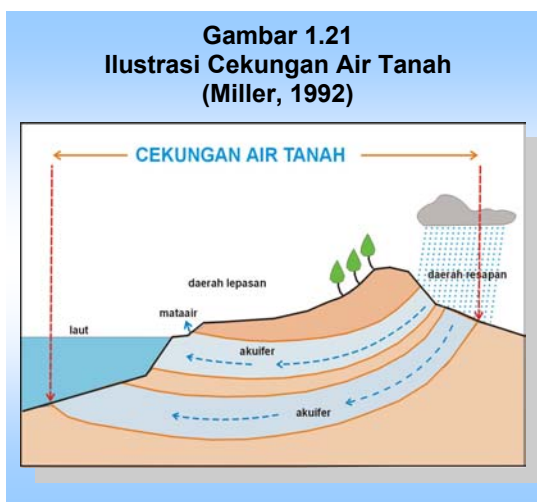 Gambar 1.21
Ilustrasi Cekungan Air Tanah
(Miller, 1992)
CEKUNGAN AIR TANAH
daerah resapan
daerah lepasan
mataair
laut
akuifer
akuifer